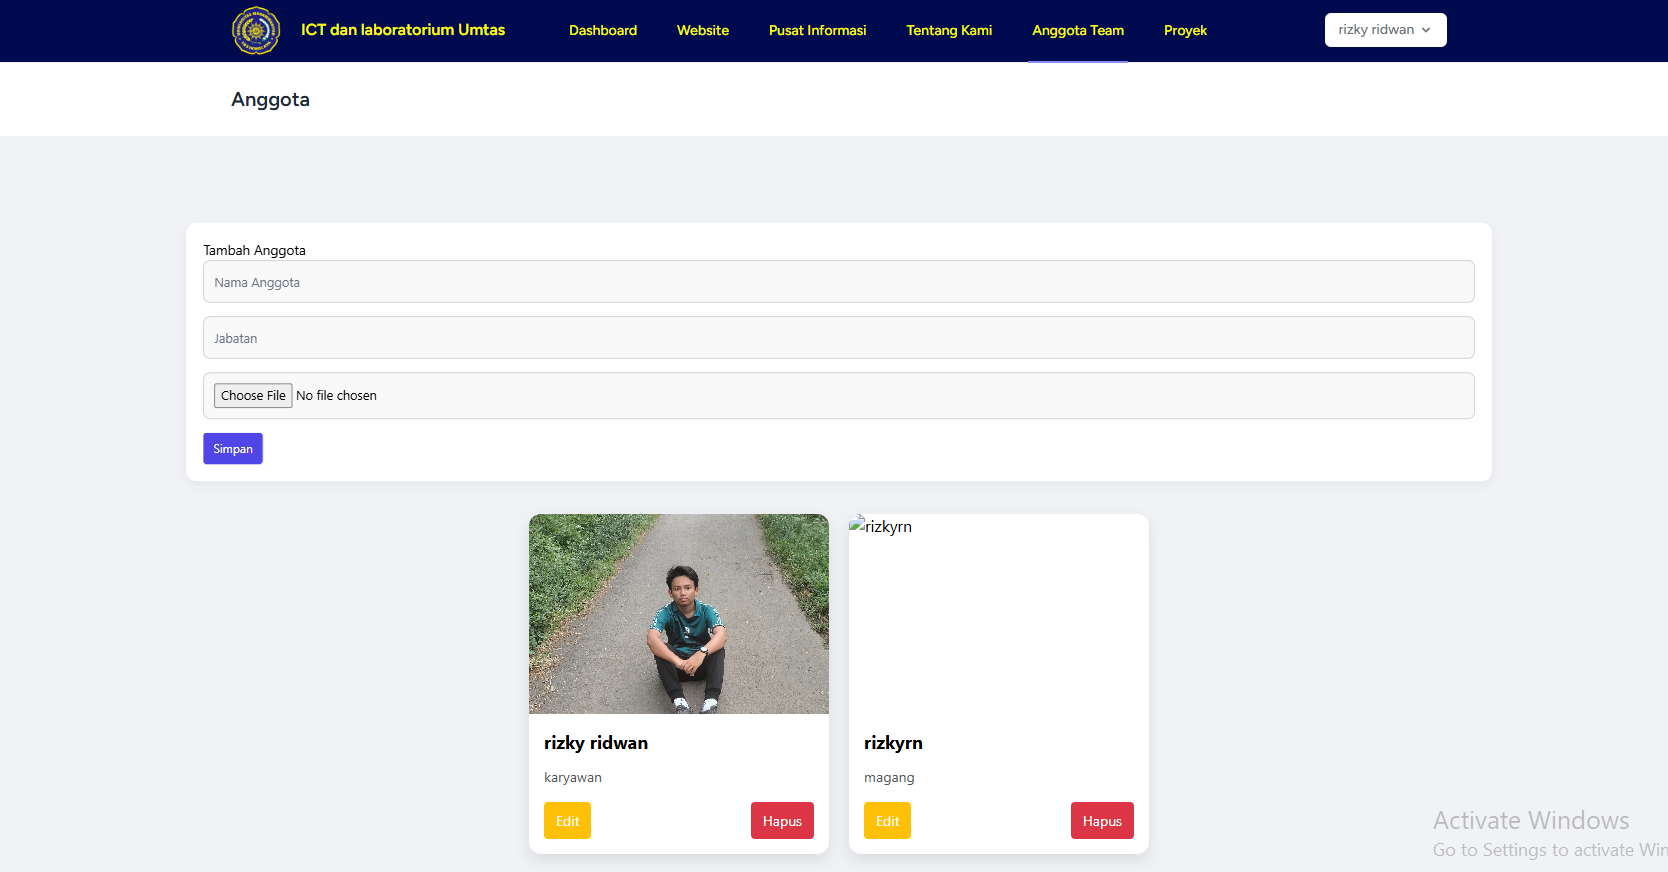 ICT dan laboratorium Umtas
Dashboard
Website
Pusat Informasi
Tentang Kami
Anggota Team
Proyek
rizky ridwan
Anggota
Tambah Anggota
Nama Anggota
Jabatan
Choose File No file chosen
Simpan
rizkyrn
rizky ridwan
karyawan
Edit
Hapus
rizkyrn
magang
Edit
Hapus
Activate Windows
Go to Settings to activate Win